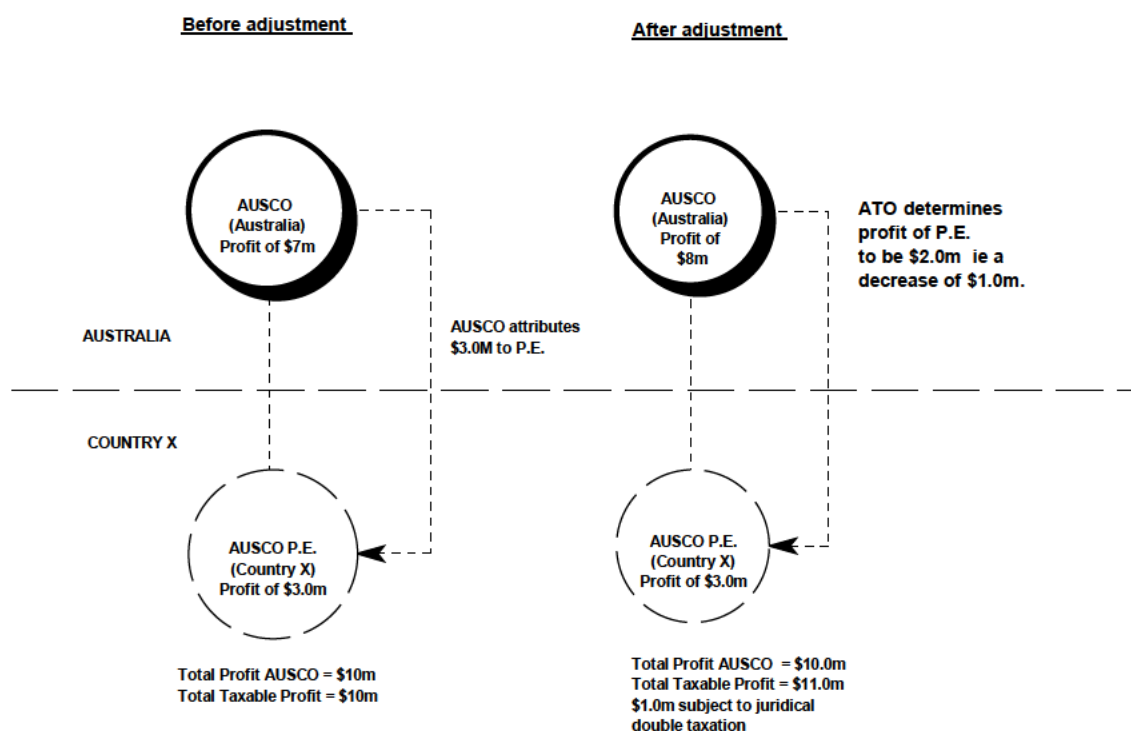 Before adjustment
AUSCO
(Australia)
Profit of $7m
AUSTRALIA
AUSCO attributes
$3.0M to P.E.
COUNTRY X
AUSCO P.E.
(Country X)
Profit of $3.0m
Total Profit AUSCO = $10m
Total Taxable Profit = $10m
After adjustment
AUSCO
(Australia)
Profit of
$8m
ATO determines
profit of P.E.
to be $2.0m ie a
decrease of $1.0m.
AUSCO P.E.
(Country X)
Profit of $3.0m
Total Profit AUSCO = $10.0m
Total Taxable Profit = $11.0m
$1.0m subject to juridical
double taxation